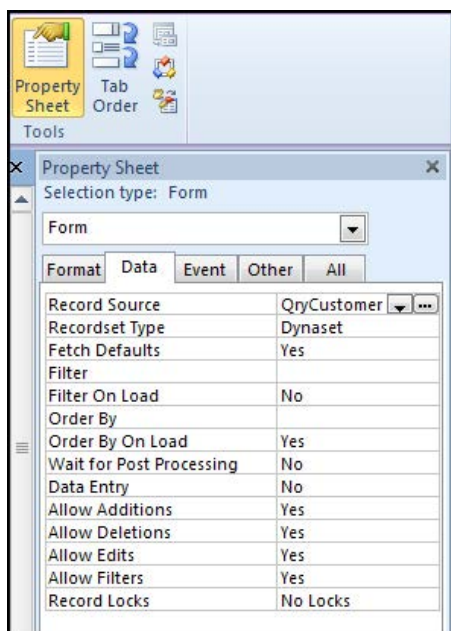 Property Sheet
Tab Order
Tools
Property Sheet
Selection type: Form
Form
Format Data Event Other All
Record Source QryCustomer
Recordset Type Dynaset
Fetch Defaults Yes
Filter
Filter On Load No
Order By
Order By On Load Yes
Wait for Post Processing No
Data Entry No
Allow Additions Yes
Allow Deletions Yes
Allow Edits Yes
Allow Filters Yes
Record Locks No Locks